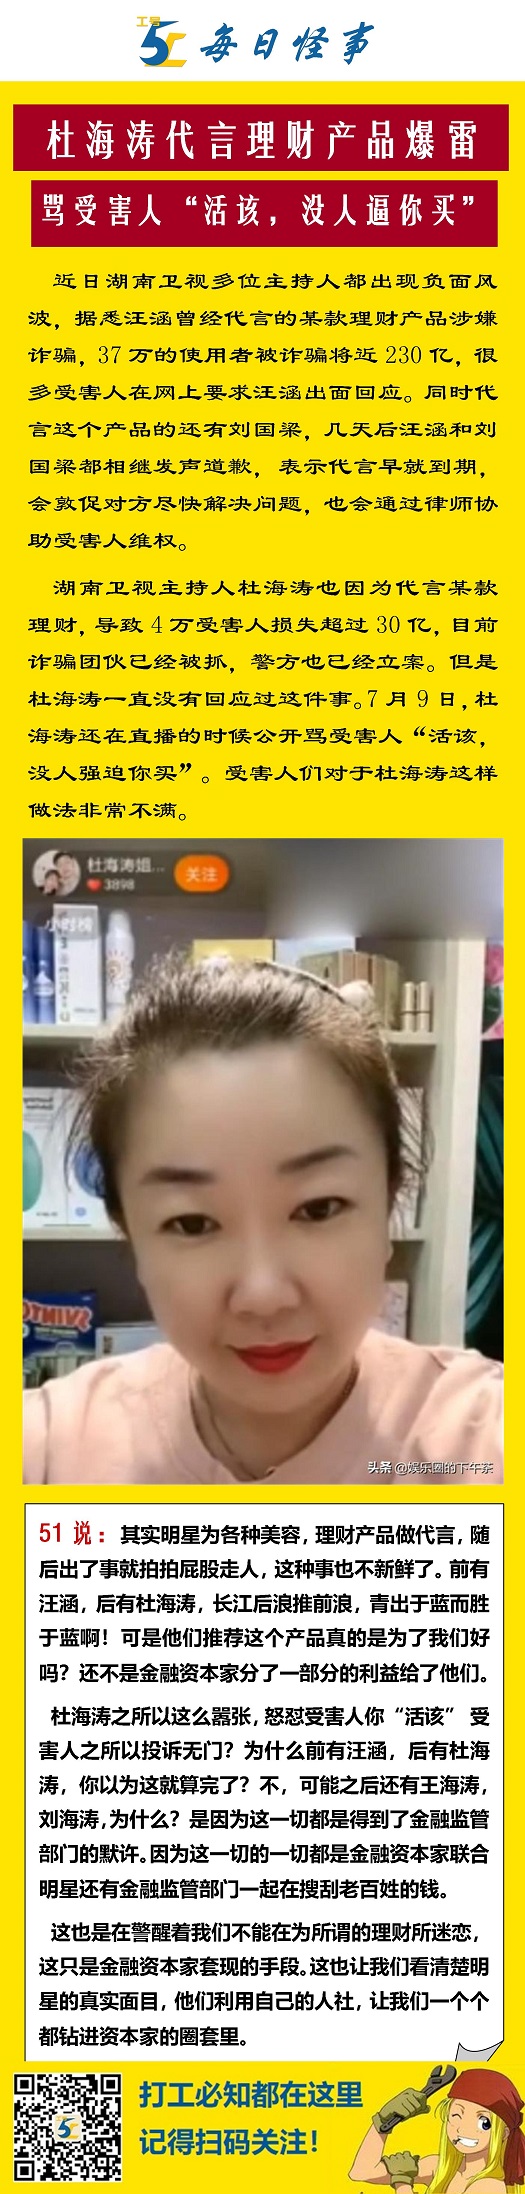 工号
51
每日怪事
杜海涛代言理财产品爆雷
骂受害人“活该，没人逼你买”
近日湖南卫视多位主持人都出现负面风
波，据悉汪涵曾经代言的某款理财产品涉嫌
诈骗，37 万的使用者被诈骗将近 230 亿，很
多受害人在网上要求汪涵出面回应。同时代
言这个产品的还有刘国梁，几天后汪涵和刘
国梁都相继发声道歉，表示代言早就到期，
会敦促对方尽快解决问题，也会通过律师协
助受害人维权。
湖南卫视主持人杜海涛也因为代言某款
理财，导致 4 万受害人损失超过 30 亿，目前
诈骗团伙已经被抓，警方也已经立案。但是
杜海涛一直没有回应过这件事。7 月 9 日，杜
海涛还在直播的时候公开骂受害人“活该，
没人强迫你买”。受害人们对于杜海涛这样
做法非常不满。
杜海涛姐...
关注
3898
小时榜
头条 @娱乐圈的下午茶
51 说：其实明星为各种美容，理财产品做代言，随
后出了事就拍拍屁股走人，这种事也不新鲜了。前有
汪涵，后有杜海涛，长江后浪推前浪，青出于蓝而胜
于蓝啊！可是他们推荐这个产品真的是为了我们好
吗？还不是金融资本家分了一部分的利益给了他们。
杜海涛之所以这么嚣张，怒怼受害人你“活该” 受
害人之所以投诉无门？为什么前有汪涵，后有杜海
涛，你以为这就算完了？不，可能之后还有王海涛，
刘海涛，为什么？是因为这一切都是得到了金融监管
部门的默许。因为这一切的一切都是金融资本家联合
明星还有金融监管部门一起在搜刮老百姓的钱。
这也是在警醒着我们不能在为所谓的理财所迷恋，
这只是金融资本家套现的手段。这也让我们看清楚明
星的真实面目，他们利用自己的人社，让我们一个个
都钻进资本家的圈套里。
打工必知都在这里
记得扫码关注！